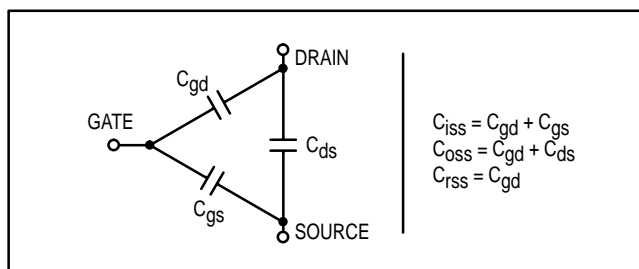 DRAIN
Cgd
GATE
Cds
Cgs
SOURCE
Ciss = Cgd + Cgs
Coss = Cgd + Cds
Crss = Cgd